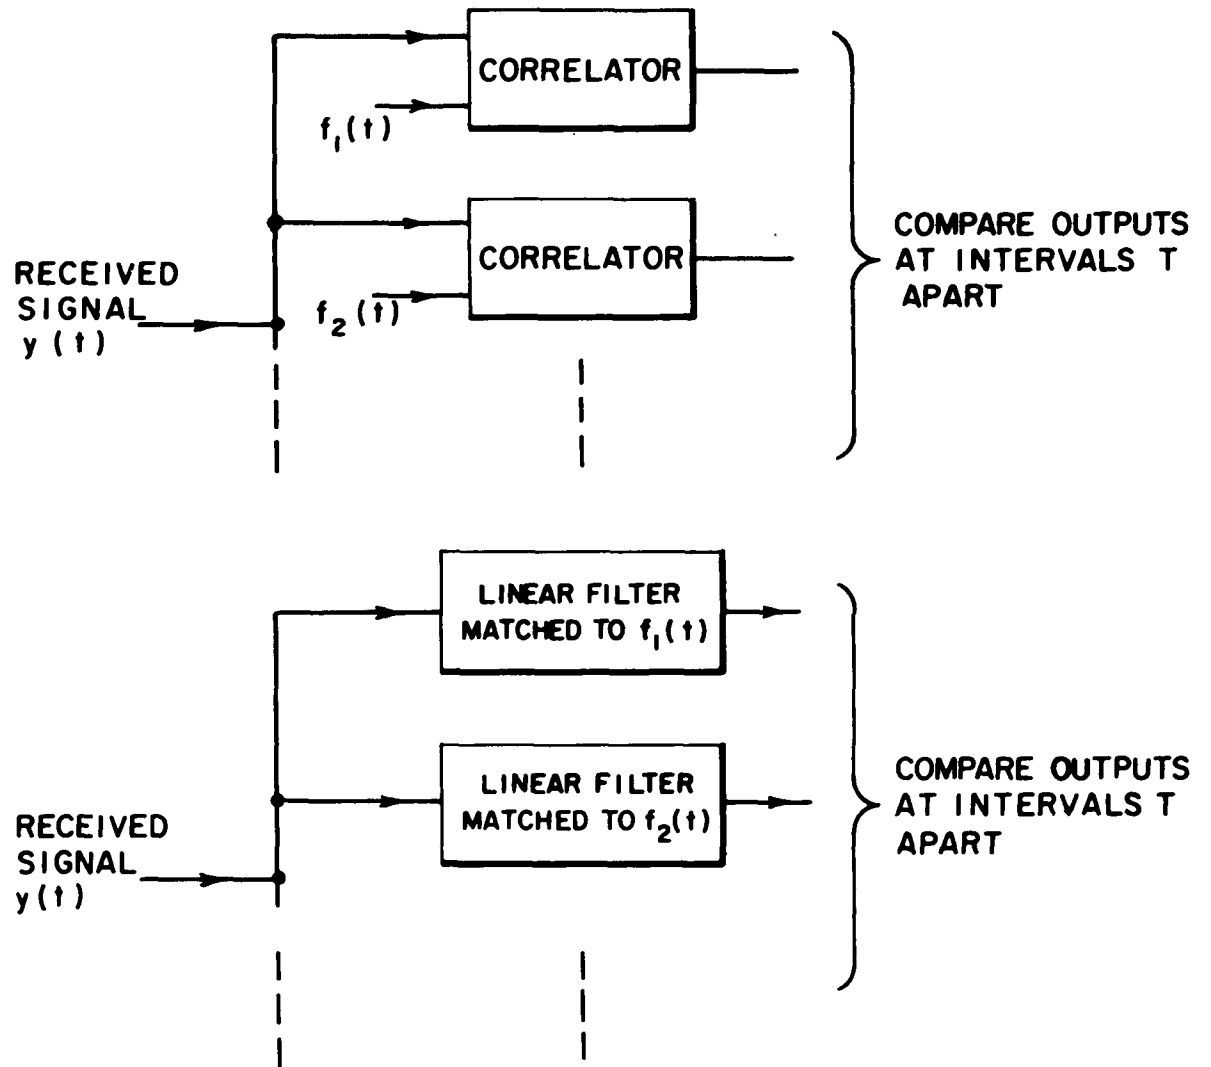 CORRELATOR
f₁(t)
CORRELATOR
f₂(t)
RECEIVED
SIGNAL
y(t)
COMPARE OUTPUTS
AT INTERVALS T
APART
LINEAR FILTER
MATCHED TO f₁(t)
LINEAR FILTER
MATCHED TO f₂(t)
RECEIVED
SIGNAL
y(t)
COMPARE OUTPUTS
AT INTERVALS T
APART